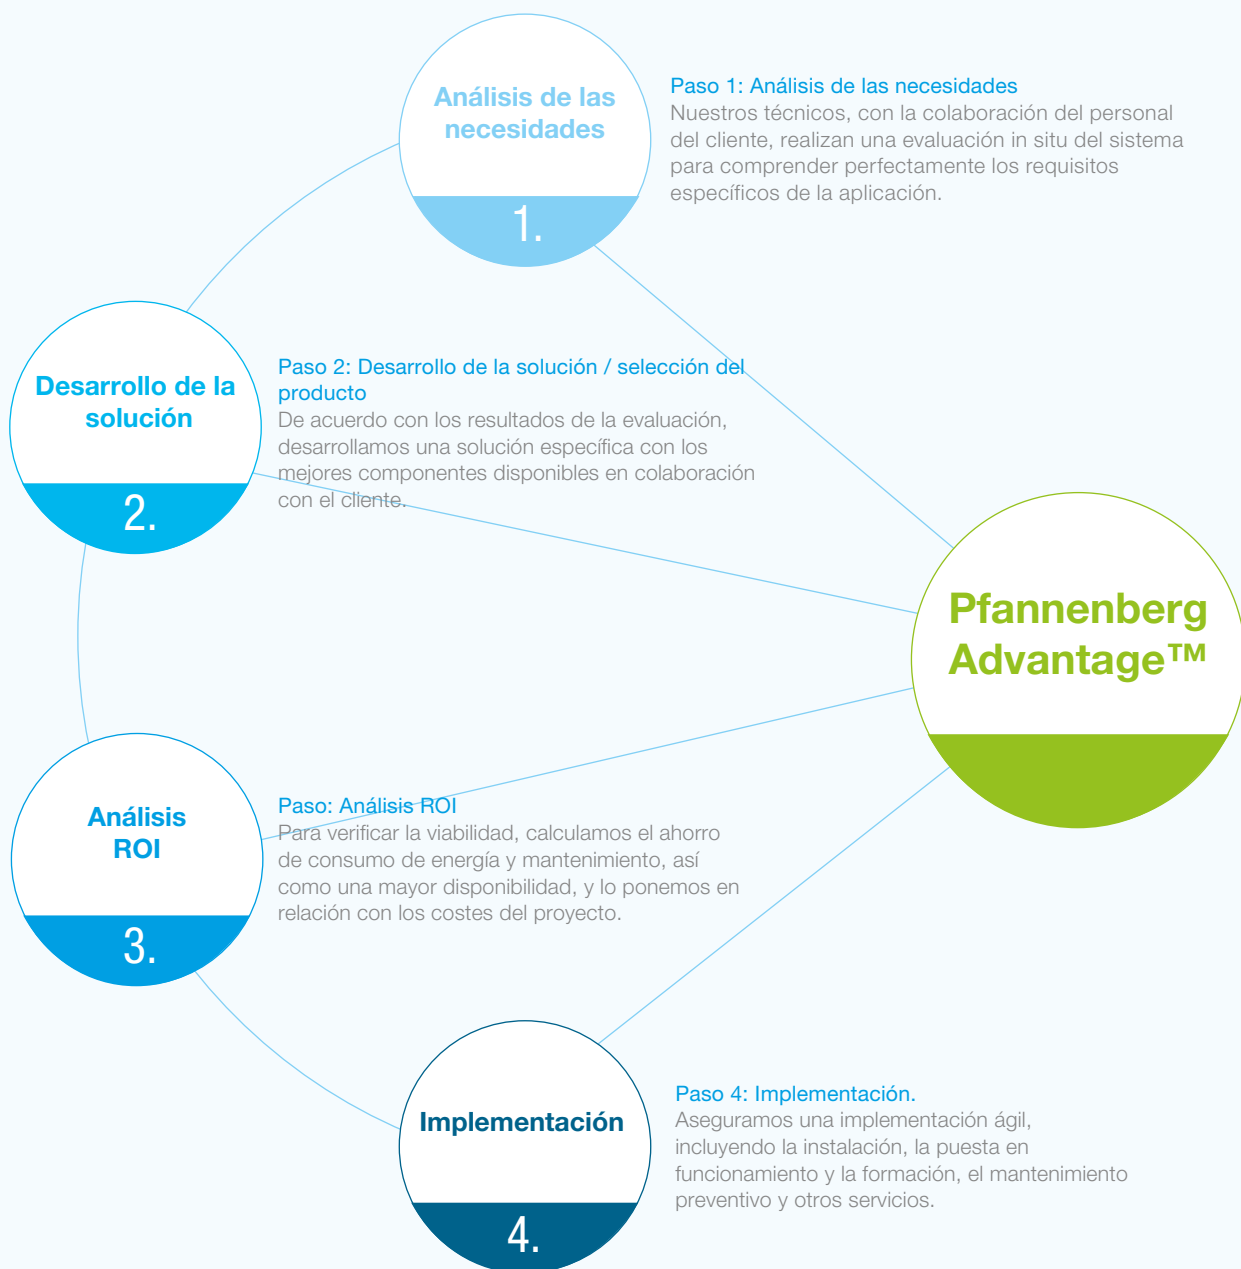 Análisis de las
necesidades
1.
Paso 1: Análisis de las necesidades
Nuestros técnicos, con la colaboración del personal
del cliente, realizan una evaluación in situ del sistema
para comprender perfectamente los requisitos
específicos de la aplicación.
Desarrollo de la
solución
2.
Paso 2: Desarrollo de la solución / selección del
producto
De acuerdo con los resultados de la evaluación,
desarrollamos una solución específica con los
mejores componentes disponibles en colaboración
con el cliente.
Pfannenberg
Advantage™
Análisis
ROI
3.
Paso: Análisis ROI
Para verificar la viabilidad, calculamos el ahorro
de consumo de energía y mantenimiento, así
como una mayor disponibilidad, y lo ponemos en
relación con los costes del proyecto.
Implementación
4.
Paso 4: Implementación.
Aseguramos una implementación ágil,
incluyendo la instalación, la puesta en
funcionamiento y la formación, el mantenimiento
preventivo y otros servicios.